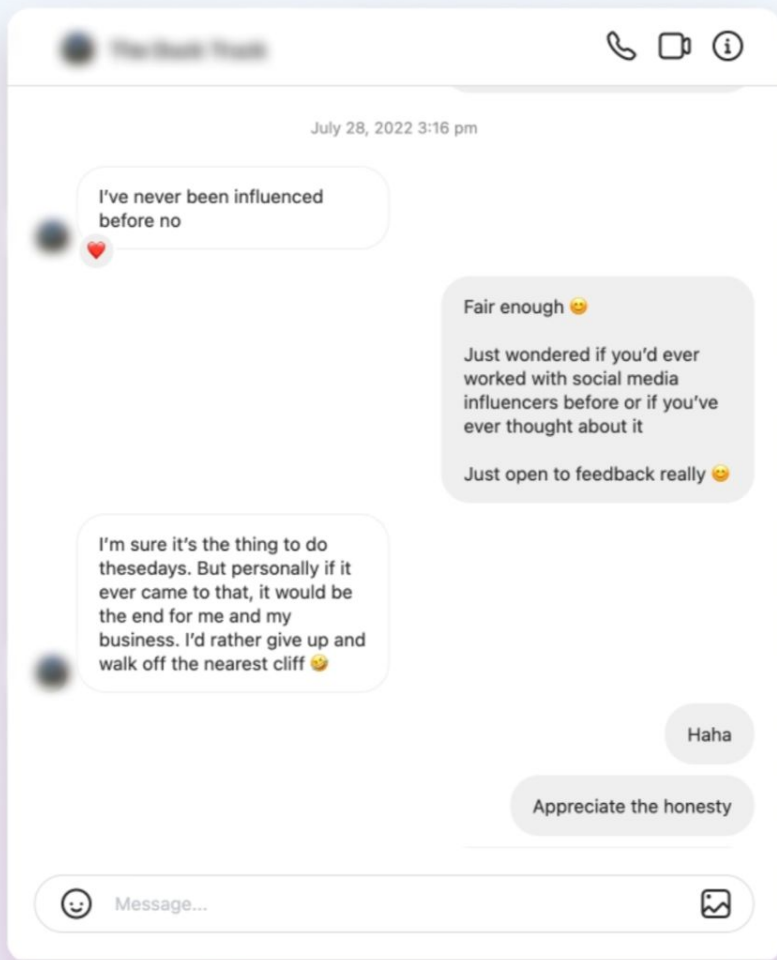 July 28, 2022 3:16 pm
I've never been influenced
before no
Fair enough 😊
Just wondered if you'd ever
worked with social media
influencers before or if you've
ever thought about it
Just open to feedback really 😊
I'm sure it's the thing to do
thesedays. But personally if it
ever came to that, it would be
the end for me and my
business. I'd rather give up and
walk off the nearest cliff 🤣
Haha
Appreciate the honesty
Message...